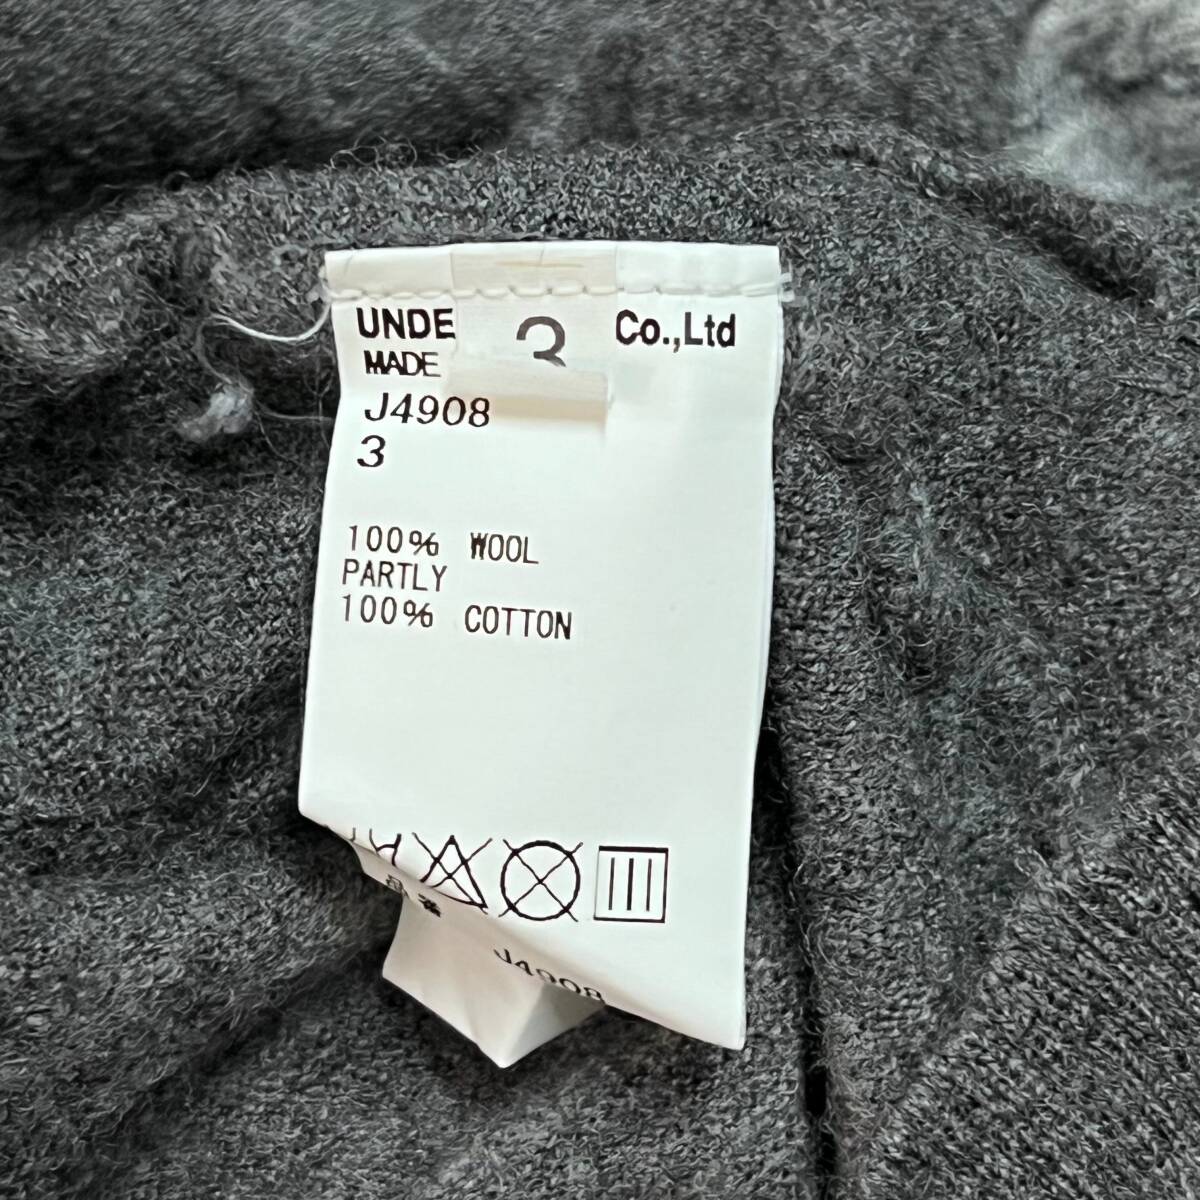 UNDE 3 Co.,Ltd
MADE
J4908
3
100% WOOL
PARTLY
100% COTTON
J4908